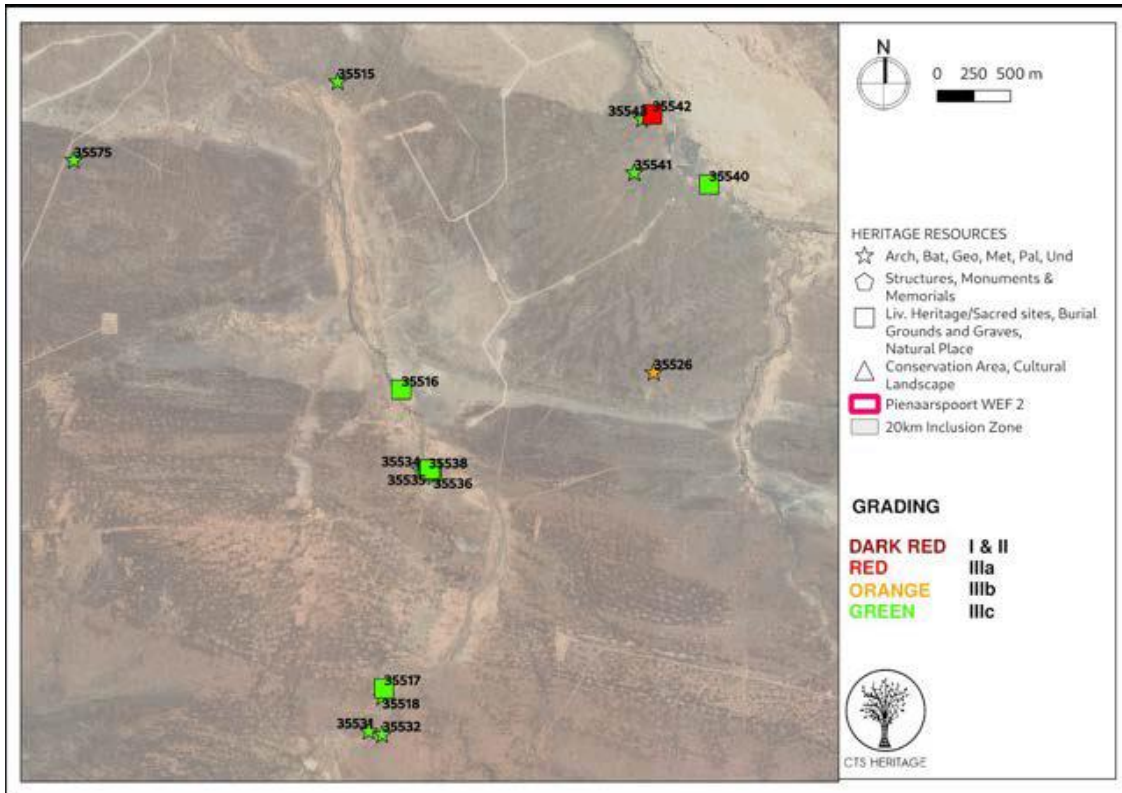 35515
35575
35543
35542
35541
35540
35526
35516
35534
35538
35535
35536
35517
35518
35531
35532
N
0 250 500 m
HERITAGE RESOURCES
Arch, Bat, Geo, Met, Pal, Und
Structures, Monuments &
Memorials
Liv. Heritage/Sacred sites, Burial
Grounds and Graves,
Natural Place
Conservation Area, Cultural
Landscape
Pienaarspoort WEF 2
20km Inclusion Zone
GRADING
DARK RED I & II
RED IIIa
ORANGE IIIb
GREEN IIIc
CTS HERITAGE